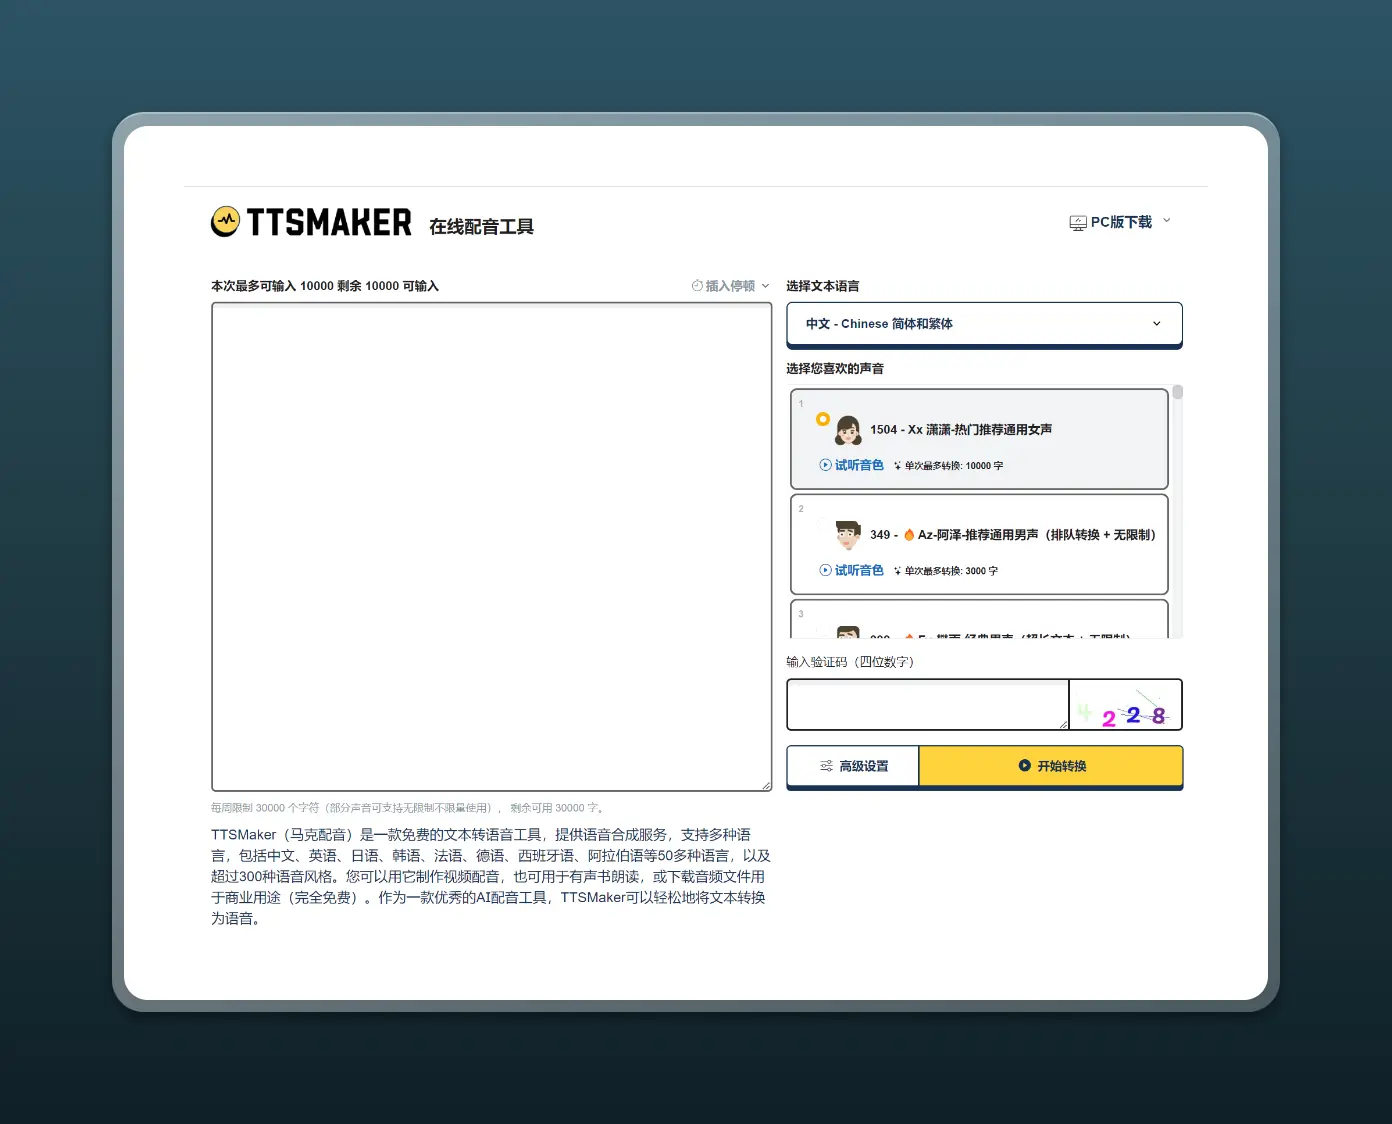 TTSMAKER 在线配音工具
PC版下载
本次最多可输入 10000 剩余 10000 可输入
插入停顿
选择文本语言
中文 - Chinese 简体和繁体
选择您喜欢的声音
1
1504 - Xx 潇潇-热门推荐通用女声
试听音色 单次最多转换: 10000 字
2
349 - 🔥 Az-阿泽-推荐通用男声（排队转换 + 无限制）
试听音色 单次最多转换: 3000 字
3
输入验证码（四位数字）
4228
高级设置
开始转换
每周限制 30000 个字符（部分声音可支持无限制不限量使用）， 剩余可用 30000 字。
TTSMaker（马克配音）是一款免费的文本转语音工具，提供语音合成服务，支持多种语
言，包括中文、英语、日语、韩语、法语、德语、西班牙语、阿拉伯语等50多种语言，以及
超过300种语音风格。您可以用它制作视频配音，也可用于有声书朗读，或下载音频文件用
于商业用途（完全免费）。作为一款优秀的AI配音工具，TTSMaker可以轻松地将文本转换
为语音。